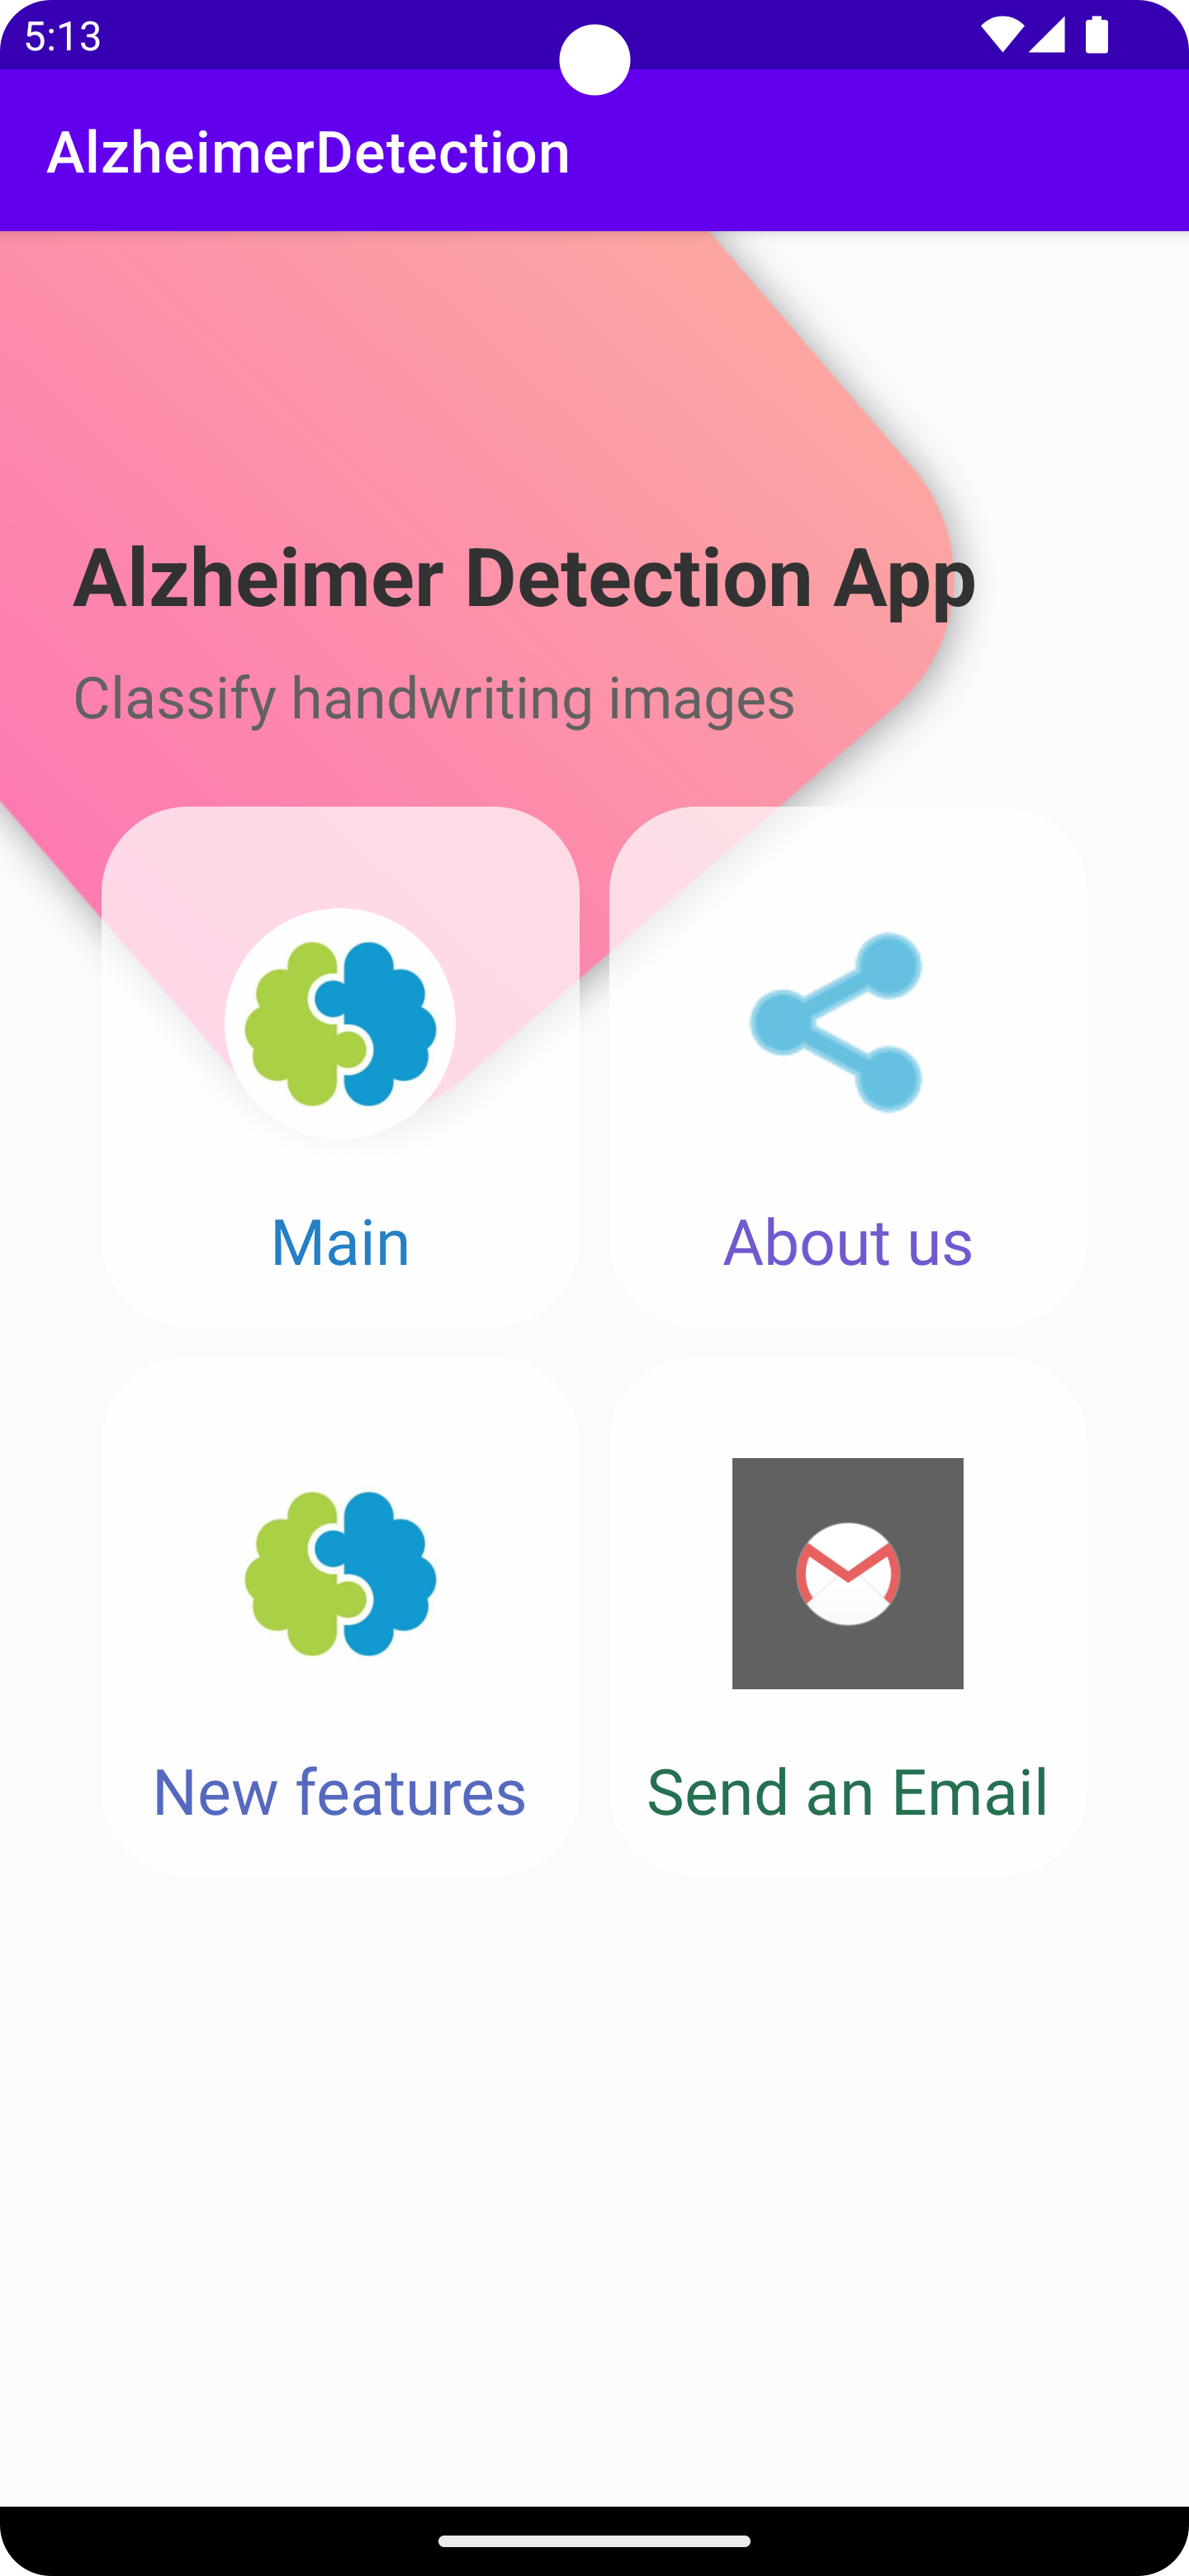 5:13
AlzheimerDetection
Alzheimer Detection App
Classify handwriting images
Main
About us
New features
Send an Email